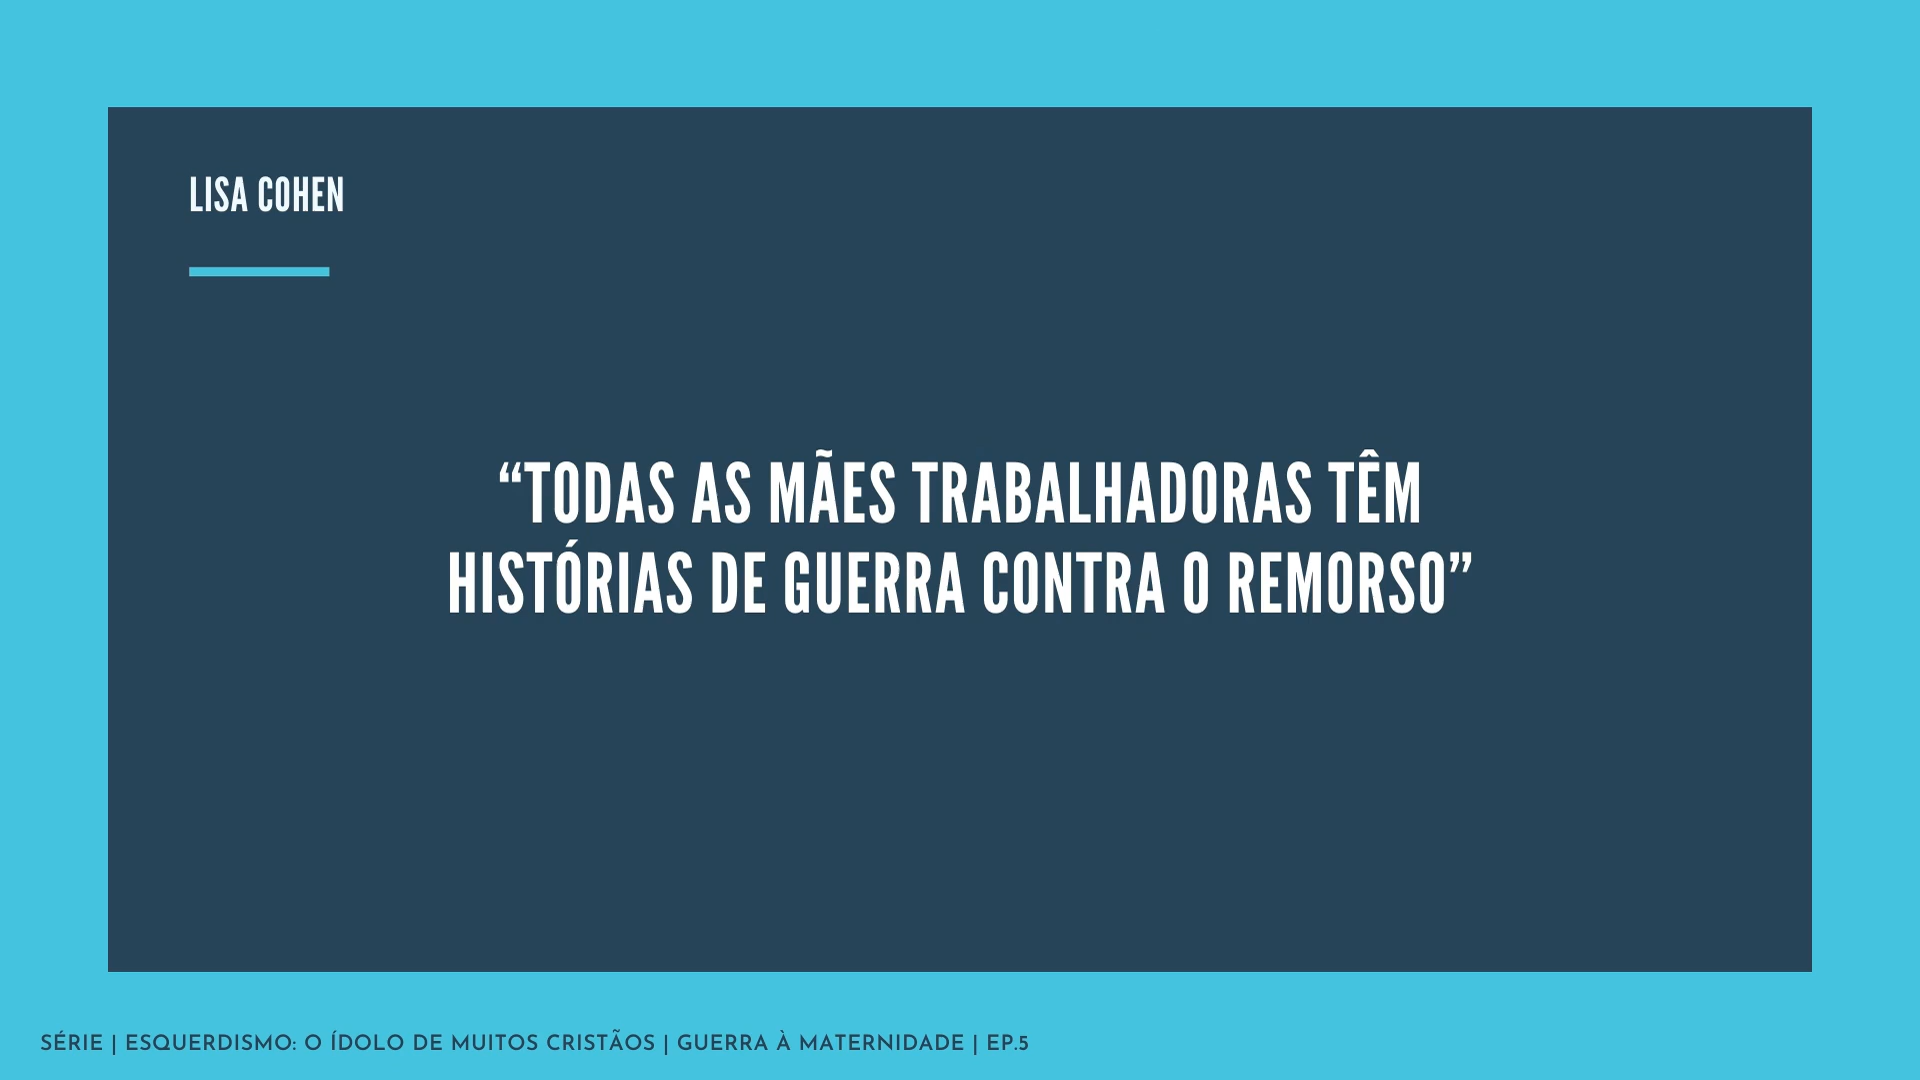 LISA COHEN
“TODAS AS MÃES TRABALHADORAS TÊM
HISTÓRIAS DE GUERRA CONTRA O REMORSO”
SÉRIE | ESQUERDISMO: O ÍDOLO DE MUITOS CRISTÃOS | GUERRA À MATERNIDADE | EP.5